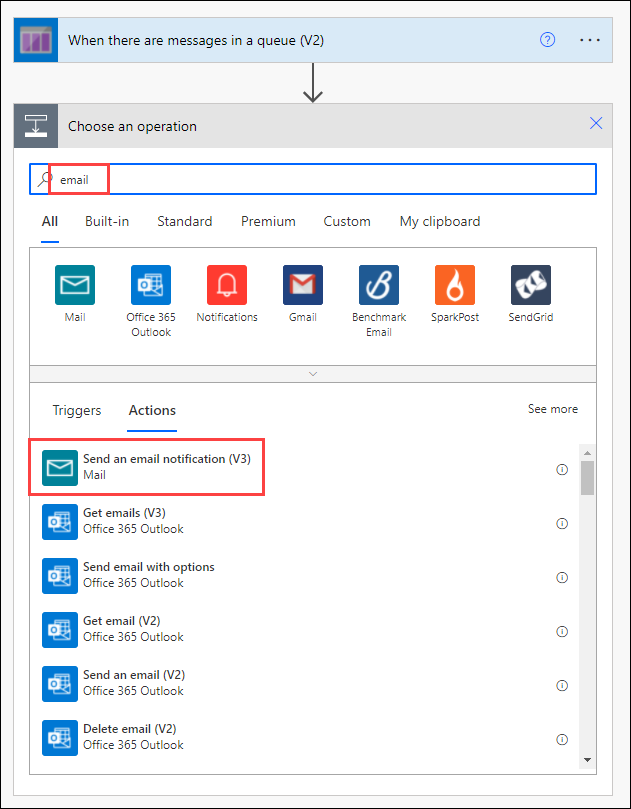 When there are messages in a queue (V2)
Choose an operation
email
All Built-in Standard Premium Custom My clipboard
Mail Office 365 Outlook Notifications Gmail Benchmark Email SparkPost SendGrid
Triggers Actions See more
Send an email notification (V3)
Mail
Get emails (V3)
Office 365 Outlook
Send email with options
Office 365 Outlook
Get email (V2)
Office 365 Outlook
Send an email (V2)
Office 365 Outlook
Delete email (V2)
Office 365 Outlook